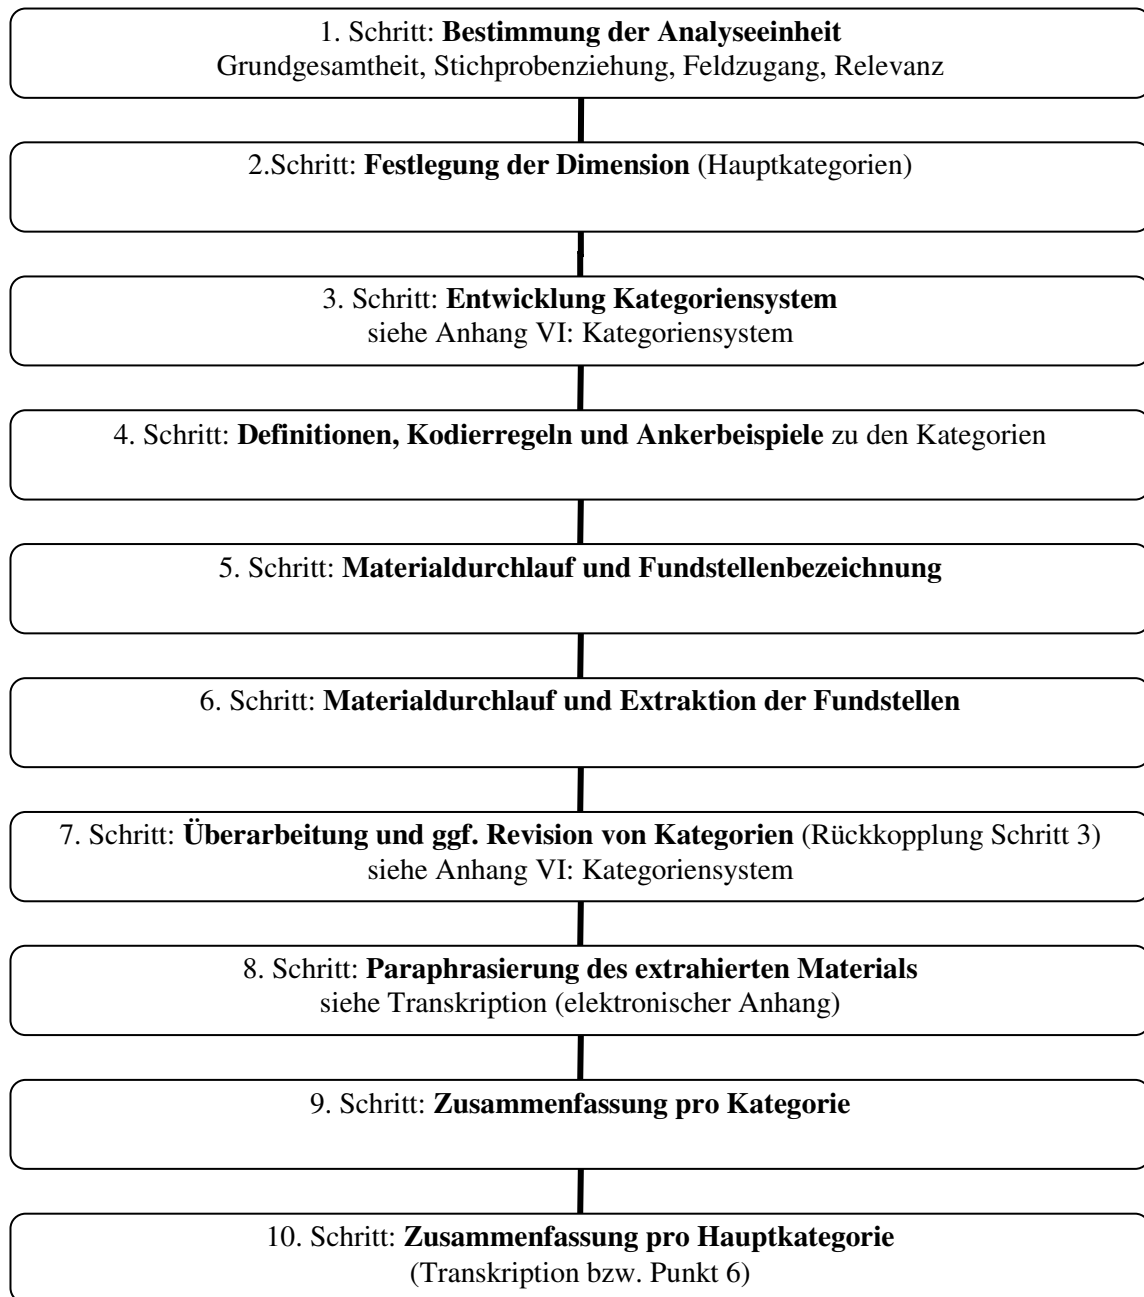 1. Schritt: Bestimmung der Analyseeinheit
Grundgesamtheit, Stichprobenziehung, Feldzugang, Relevanz
2.Schritt: Festlegung der Dimension (Hauptkategorien)
3. Schritt: Entwicklung Kategoriensystem
siehe Anhang VI: Kategoriensystem
4. Schritt: Definitionen, Kodierregeln und Ankerbeispiele zu den Kategorien
5. Schritt: Materialdurchlauf und Fundstellenbezeichnung
6. Schritt: Materialdurchlauf und Extraktion der Fundstellen
7. Schritt: Überarbeitung und ggf. Revision von Kategorien (Rückkopplung Schritt 3)
siehe Anhang VI: Kategoriensystem
8. Schritt: Paraphrasierung des extrahierten Materials
siehe Transkription (elektronischer Anhang)
9. Schritt: Zusammenfassung pro Kategorie
10. Schritt: Zusammenfassung pro Hauptkategorie
(Transkription bzw. Punkt 6)